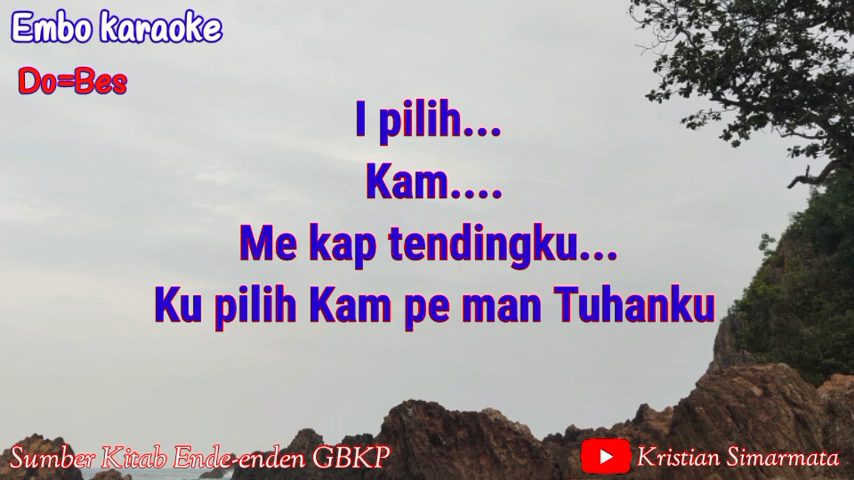 Embo karaoke
Do=Bes
I pilih...
Kam....
Me kap tendingku...
Ku pilih Kam pe man Tuhanku
Sumber Kitab Ende-enden GBKP
Kristian Simarmata